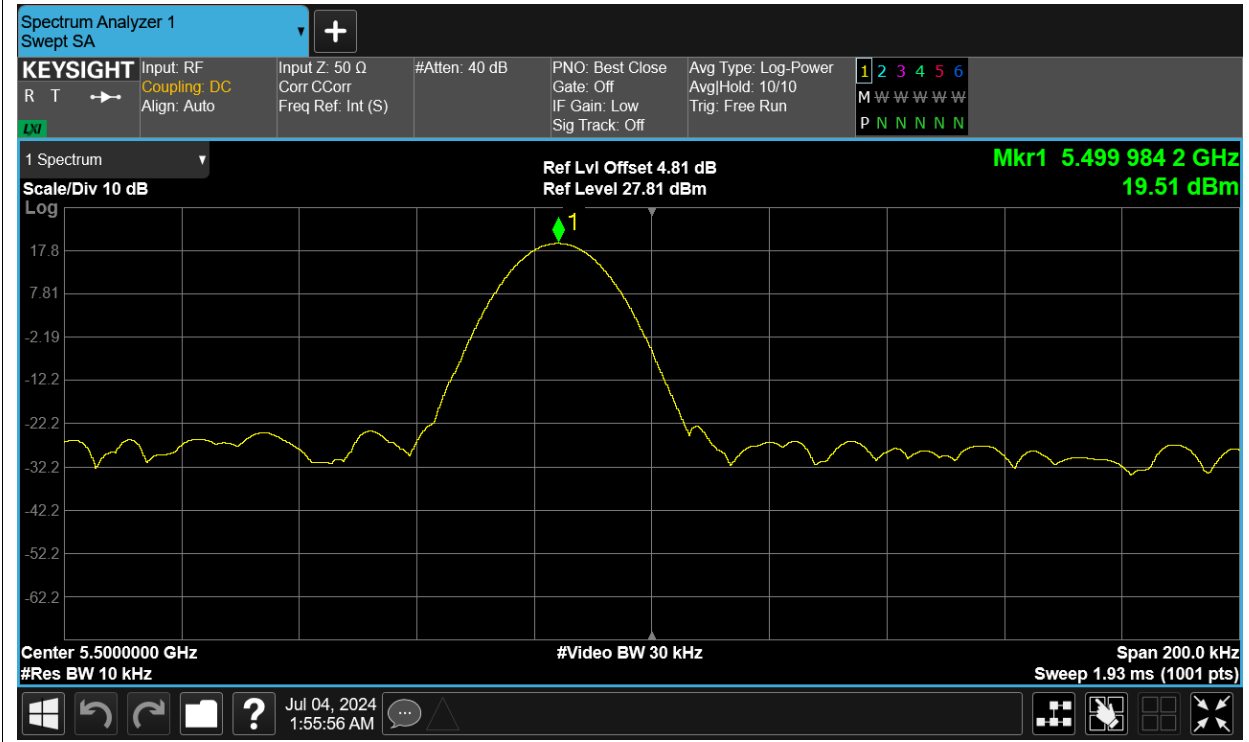 Spectrum Analyzer 1
Swept SA
KEYSIGHT
R T
LXI
Input: RF
Coupling: DC
Align: Auto
Input Z: 50 Ω
Corr CCorr
Freq Ref: Int (S)
#Atten: 40 dB
PNO: Best Close
Gate: Off
IF Gain: Low
Sig Track: Off
Avg Type: Log-Power
Avg|Hold: 10/10
Trig: Free Run
1 2 3 4 5 6
M W W W W W
P N N N N N
1 Spectrum
Scale/Div 10 dB
Log
Ref Lvl Offset 4.81 dB
Ref Level 27.81 dBm
Mkr1 5.499 984 2 GHz
19.51 dBm
1
17.8
7.81
-2.19
-12.2
-22.2
-32.2
-42.2
-52.2
-62.2
Center 5.5000000 GHz
#Res BW 10 kHz
#Video BW 30 kHz
Span 200.0 kHz
Sweep 1.93 ms (1001 pts)
?
Jul 04, 2024
1:55:56 AM